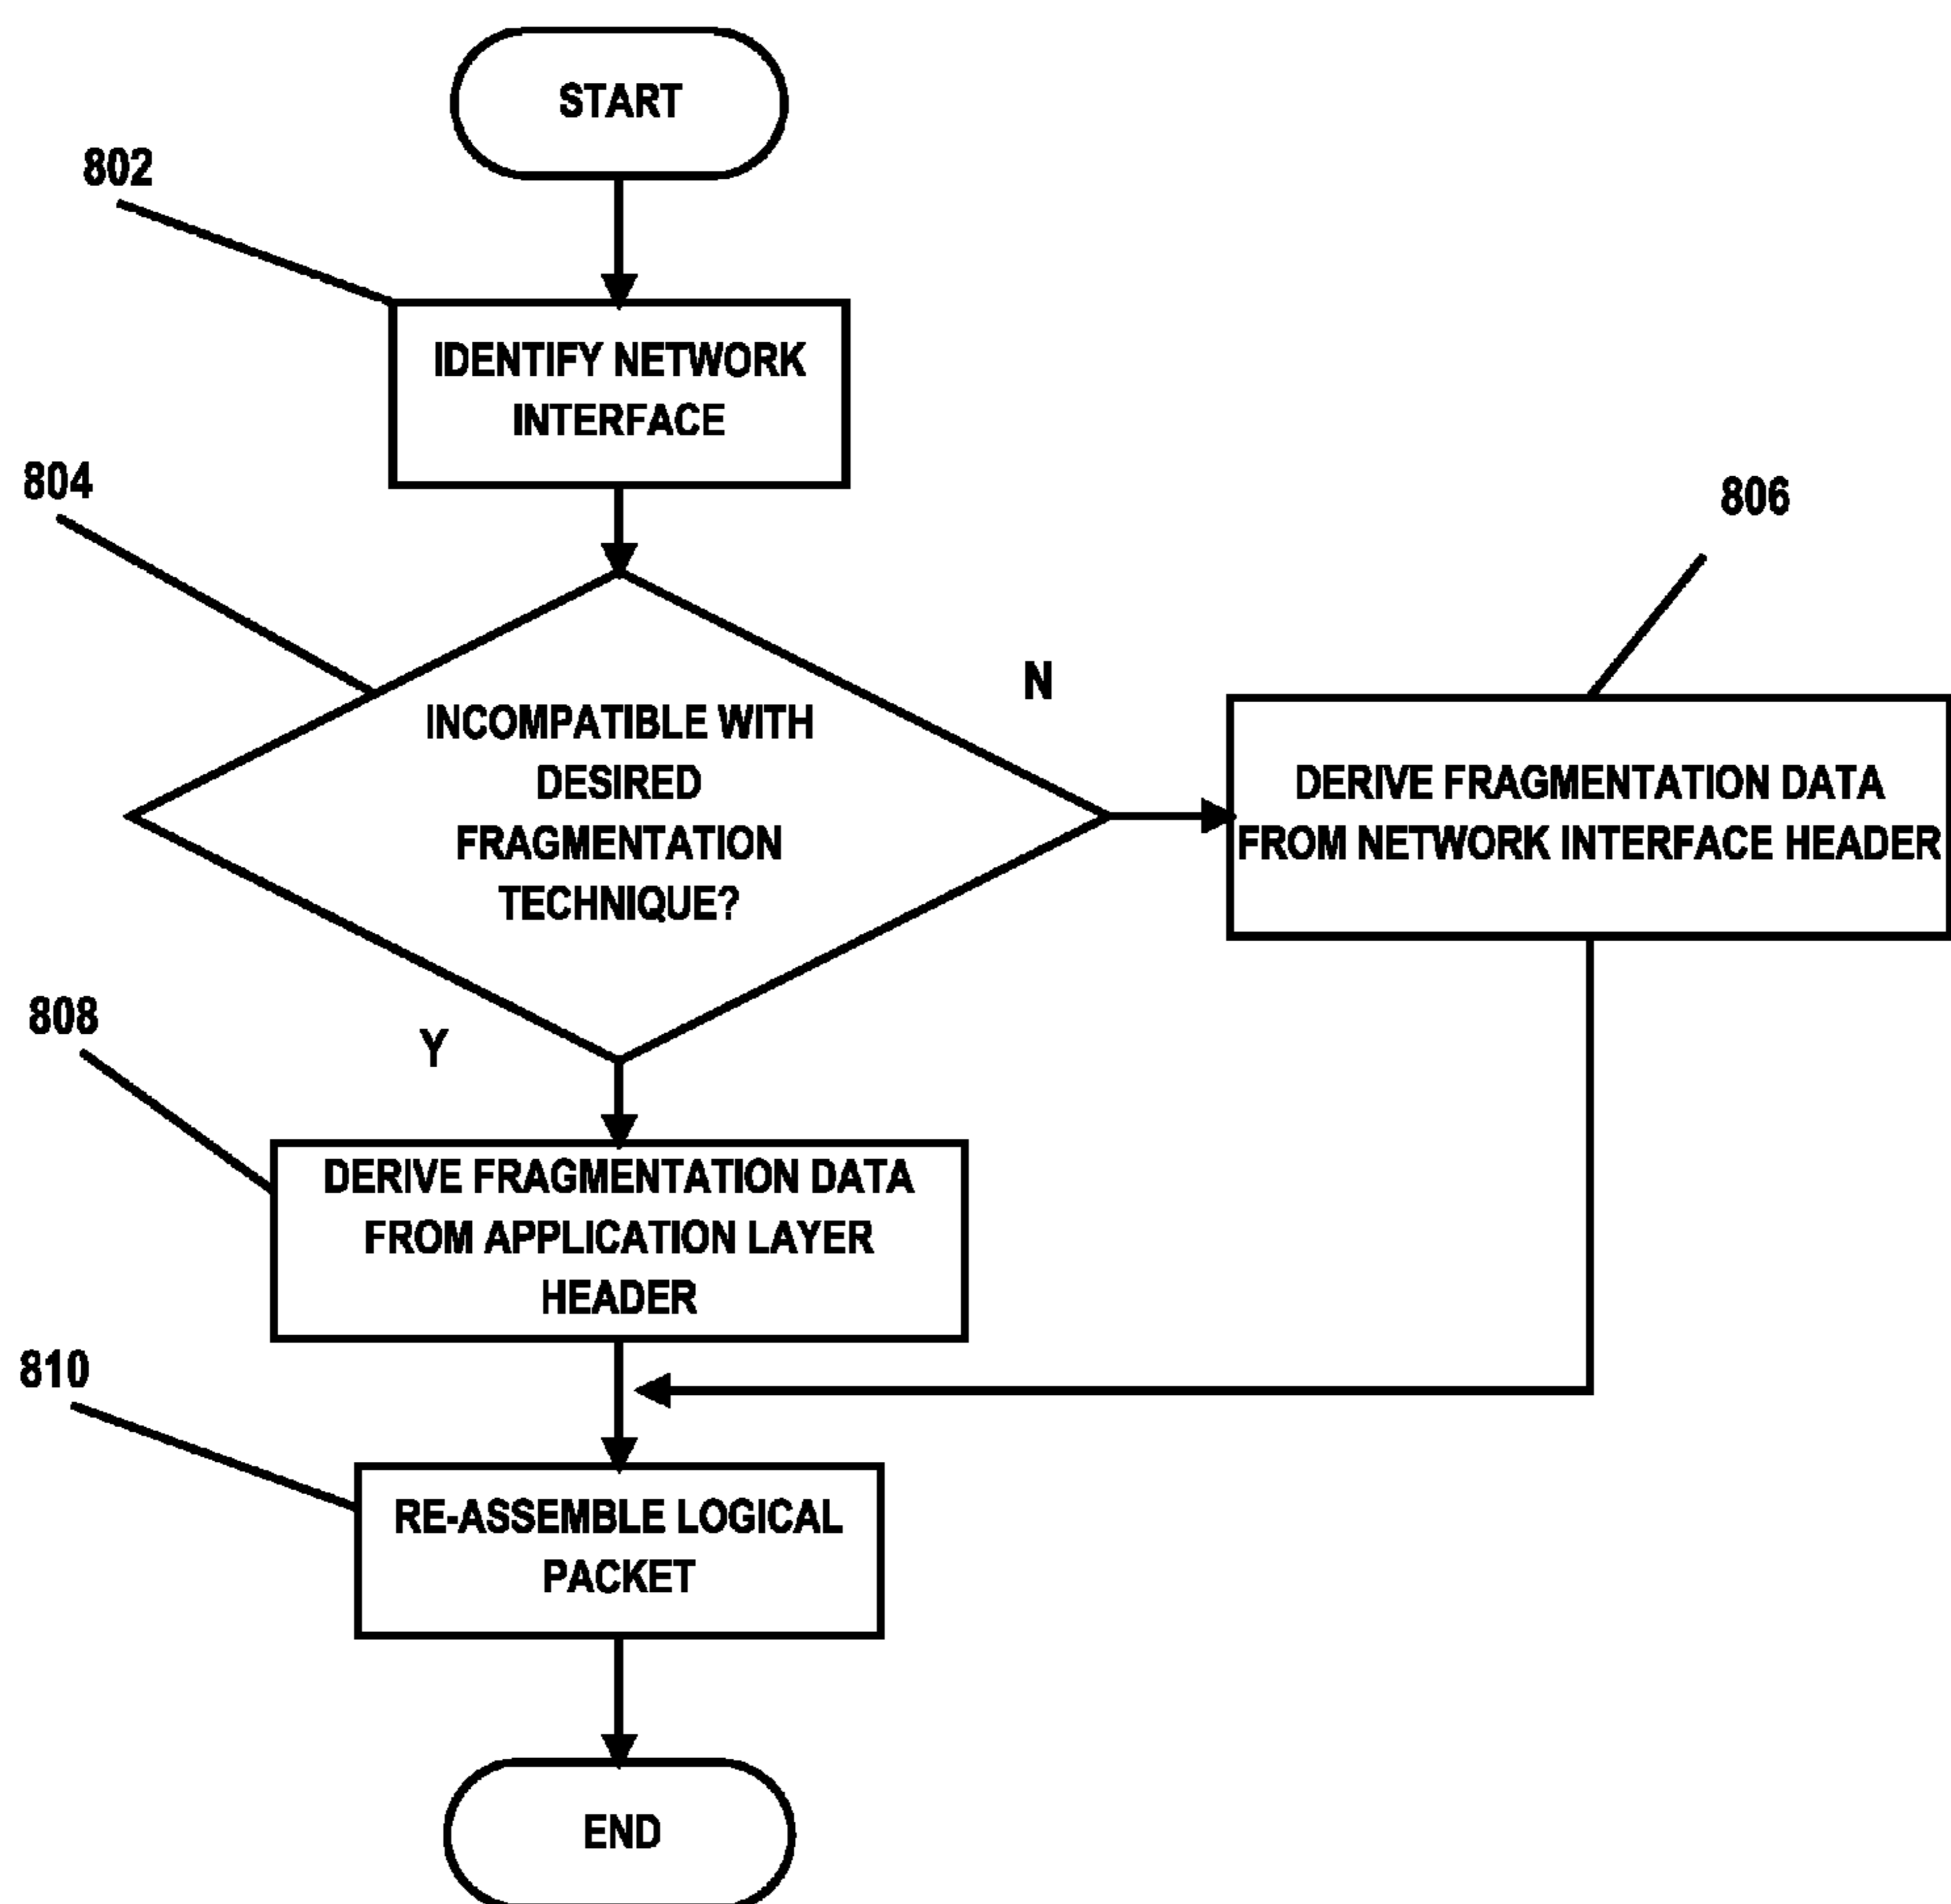 START
802
IDENTIFY NETWORK
INTERFACE
804
806
N
INCOMPATIBLE WITH
DESIRED
FRAGMENTATION
TECHNIQUE?
DERIVE FRAGMENTATION DATA
FROM NETWORK INTERFACE HEADER
808
Y
DERIVE FRAGMENTATION DATA
FROM APPLICATION LAYER
HEADER
810
RE-ASSEMBLE LOGICAL
PACKET
END